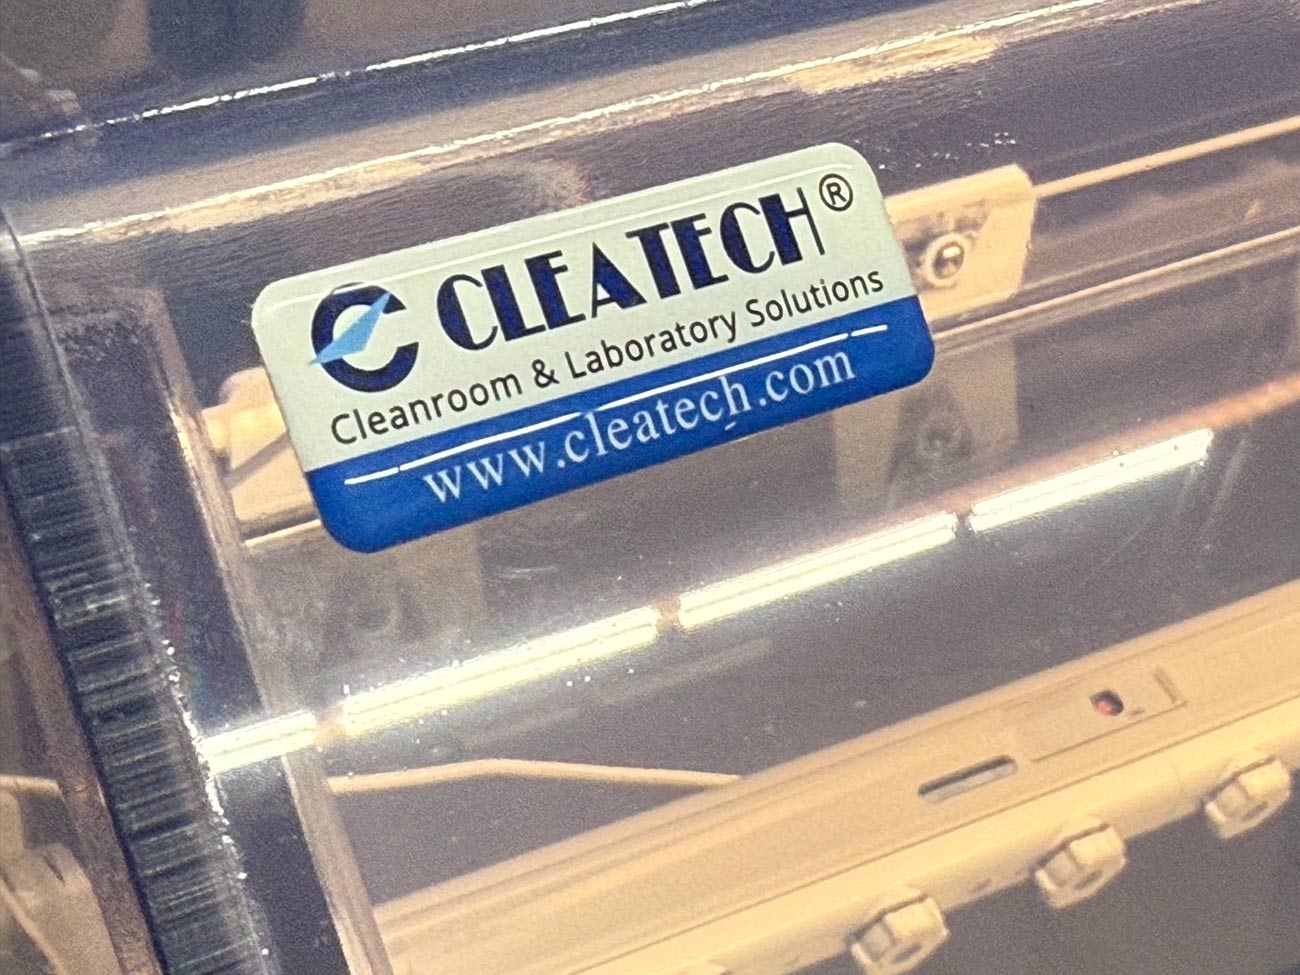 CLEATECH®
Cleanroom & Laboratory Solutions
www.cleatech.com